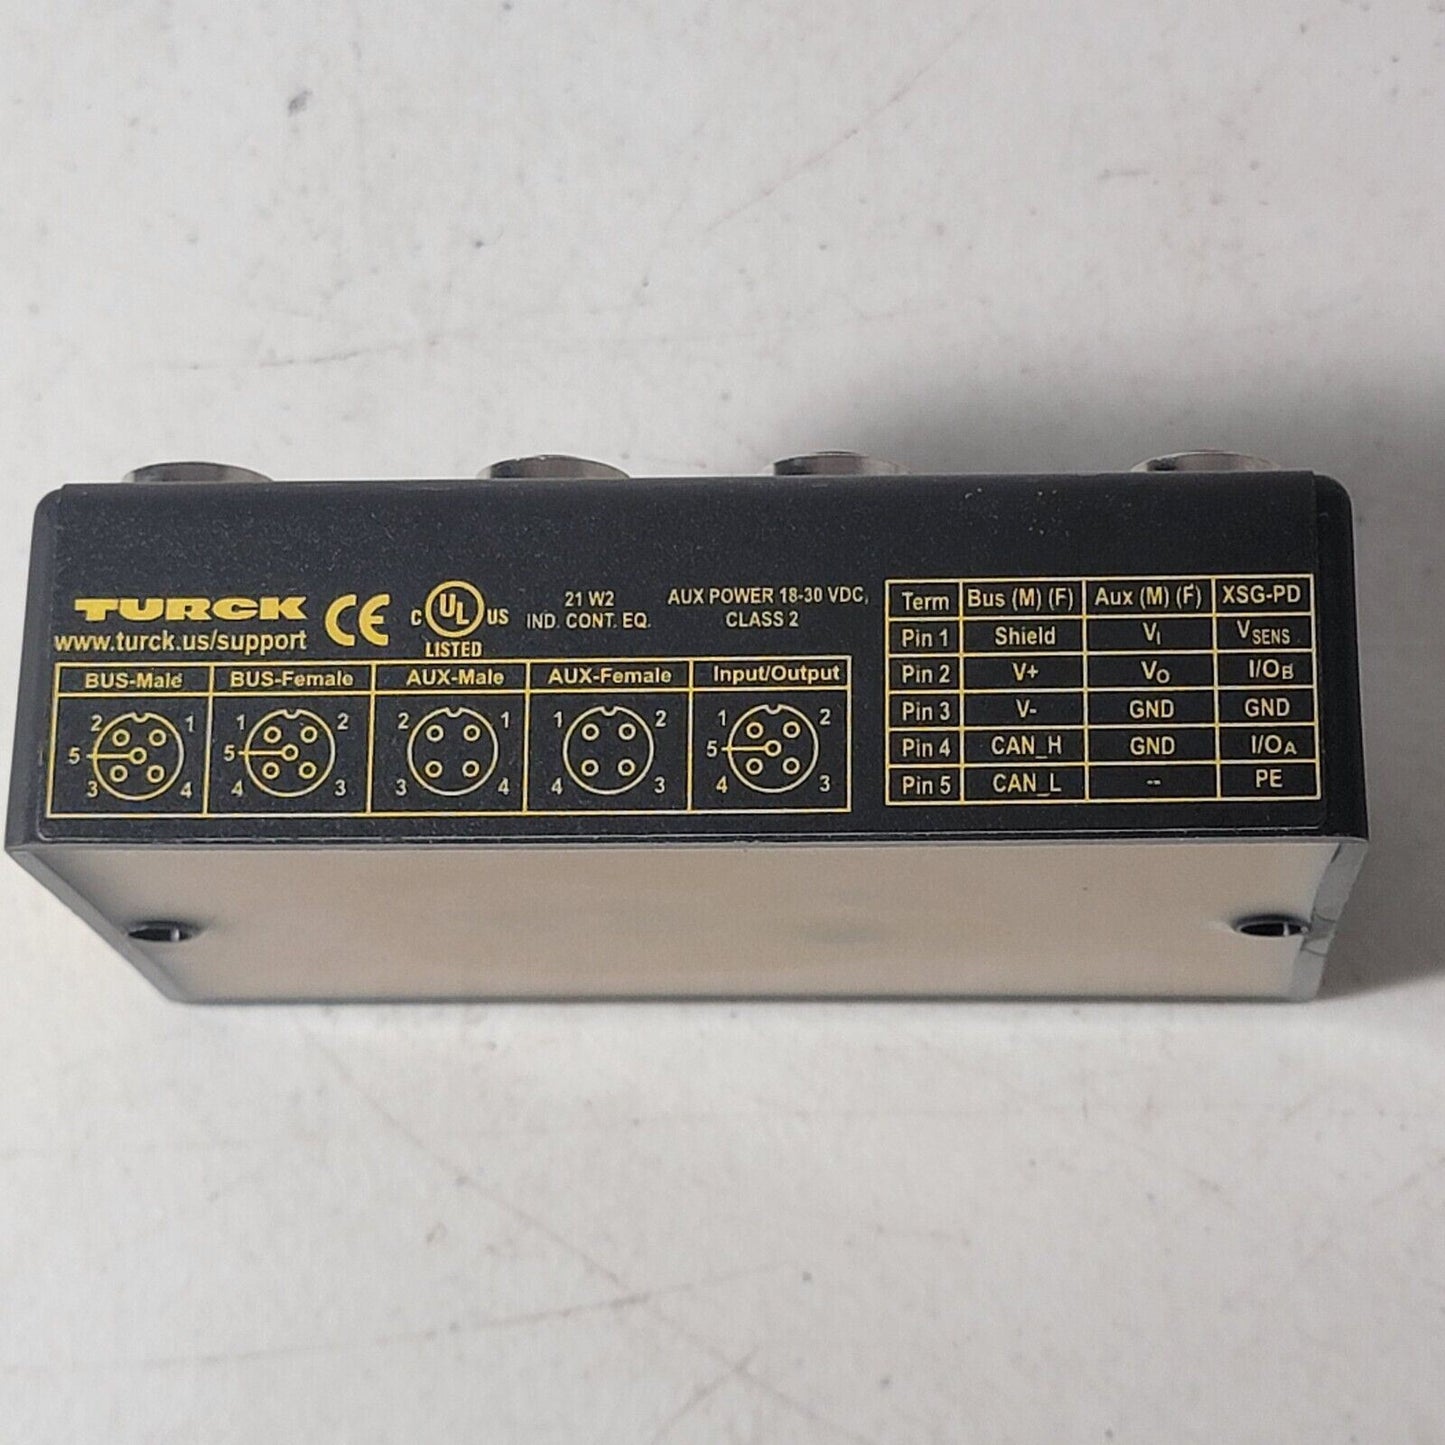 TURCK
www.turck.us/support
CE
C UL US
LISTED
21 W2
IND. CONT. EQ.
AUX POWER 18-30 VDC,
CLASS 2
BUS-Male BUS-Female AUX-Male AUX-Female Input/Output
2 1 1 2 2 1 1 2 1 2
5 5 5
3 4 4 3 3 4 4 3 4 3
Term Bus (M) (F) Aux (M) (F) XSG-PD
Pin 1 Shield VI VSENS
Pin 2 V+ VO I/OB
Pin 3 V- GND GND
Pin 4 CAN_H GND I/OA
Pin 5 CAN_L -- PE